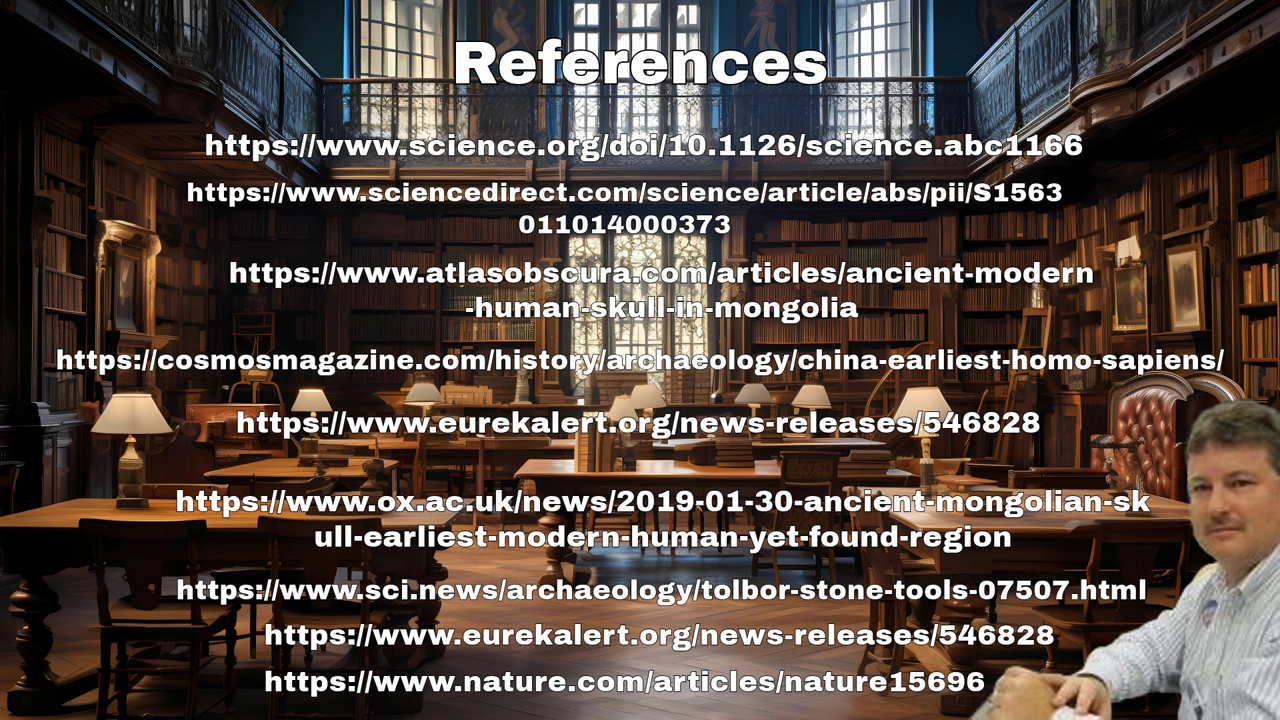 References
https://www.science.org/doi/10.1126/science.abc1166
https://www.sciencedirect.com/science/article/abs/pii/S1563
011014000373
https://www.atlasobscura.com/articles/ancient-modern
-human-skull-in-mongolia
https://cosmosmagazine.com/history/archaeology/china-earliest-homo-sapiens/
https://www.eurekalert.org/news-releases/546828
https://www.ox.ac.uk/news/2019-01-30-ancient-mongolian-sk
ull-earliest-modern-human-yet-found-region
https://www.sci.news/archaeology/tolbor-stone-tools-07507.html
https://www.eurekalert.org/news-releases/546828
https://www.nature.com/articles/nature15696